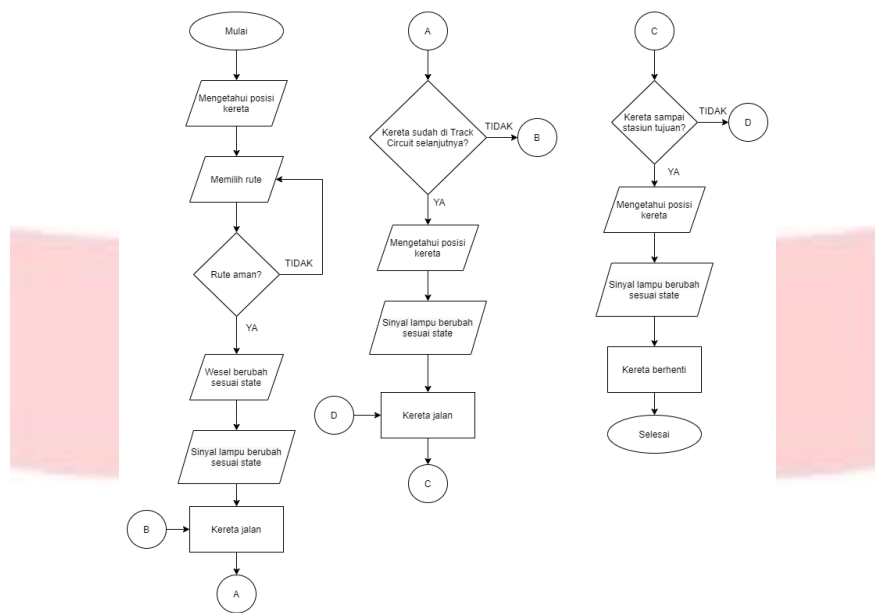 Mulai
Mengetahui posisi
kereta
Memilih rute
Rute aman?
TIDAK
YA
Wesel berubah
sesuai state
Sinyal lampu berubah
sesuai state
B
Kereta jalan
A
A
Kereta sudah di Track
Circuit selanjutnya?
TIDAK
B
YA
Mengetahui posisi
kereta
Sinyal lampu berubah
sesuai state
D
Kereta jalan
C
C
Kereta sampai
stasiun tujuan?
TIDAK
D
YA
Mengetahui posisi
kereta
Sinyal lampu berubah
sesuai state
Kereta berhenti
Selesai